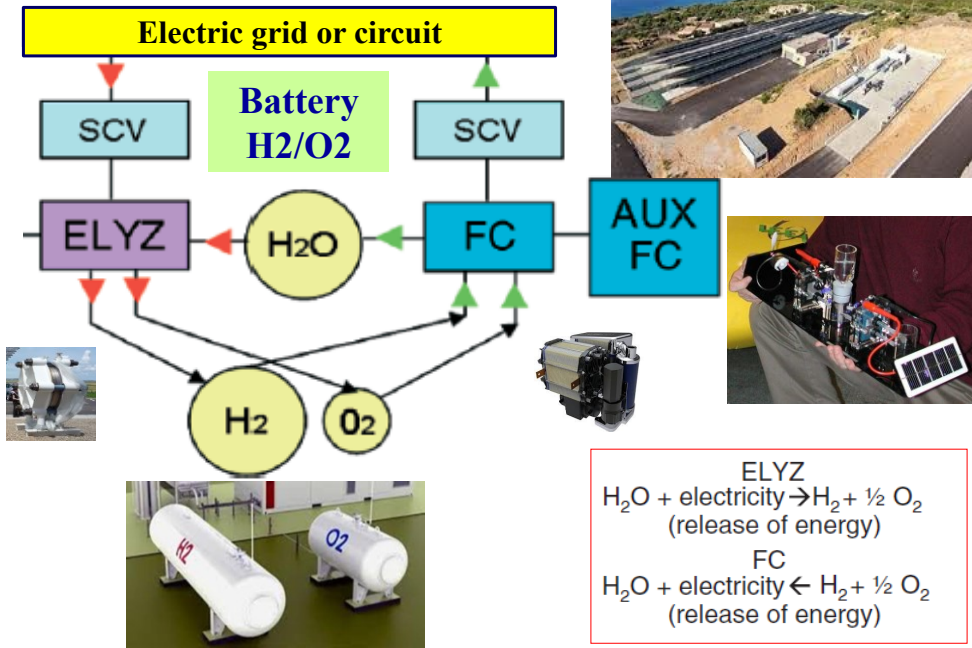 Electric grid or circuit
SCV
Battery
H2/O2
SCV
ELYZ
H₂O
FC
AUX
FC
H₂
0₂
H2
O2
ELYZ
H₂O + electricity → H₂ + ½ O₂
(release of energy)
FC
H₂O + electricity ← H₂ + ½ O₂
(release of energy)